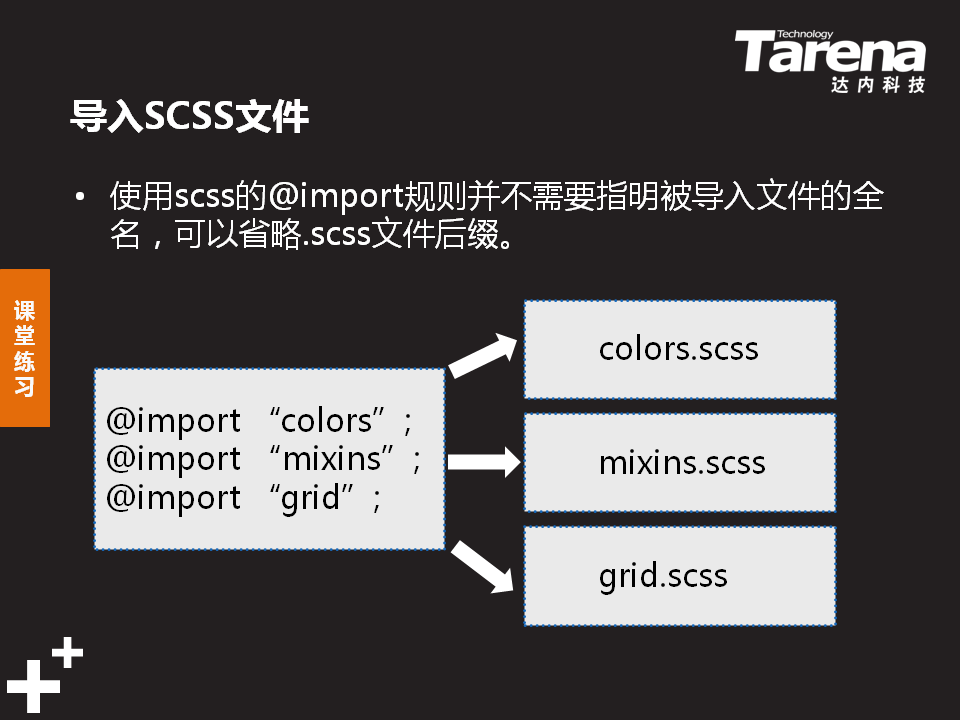 Technology
Tarena
达内科技
导入SCSS文件
• 使用scss的@import规则并不需要指明被导入文件的全
名，可以省略.scss文件后缀。
课
堂
练
习
@import “colors”;
@import “mixins”;
@import “grid”;
colors.scss
mixins.scss
grid.scss